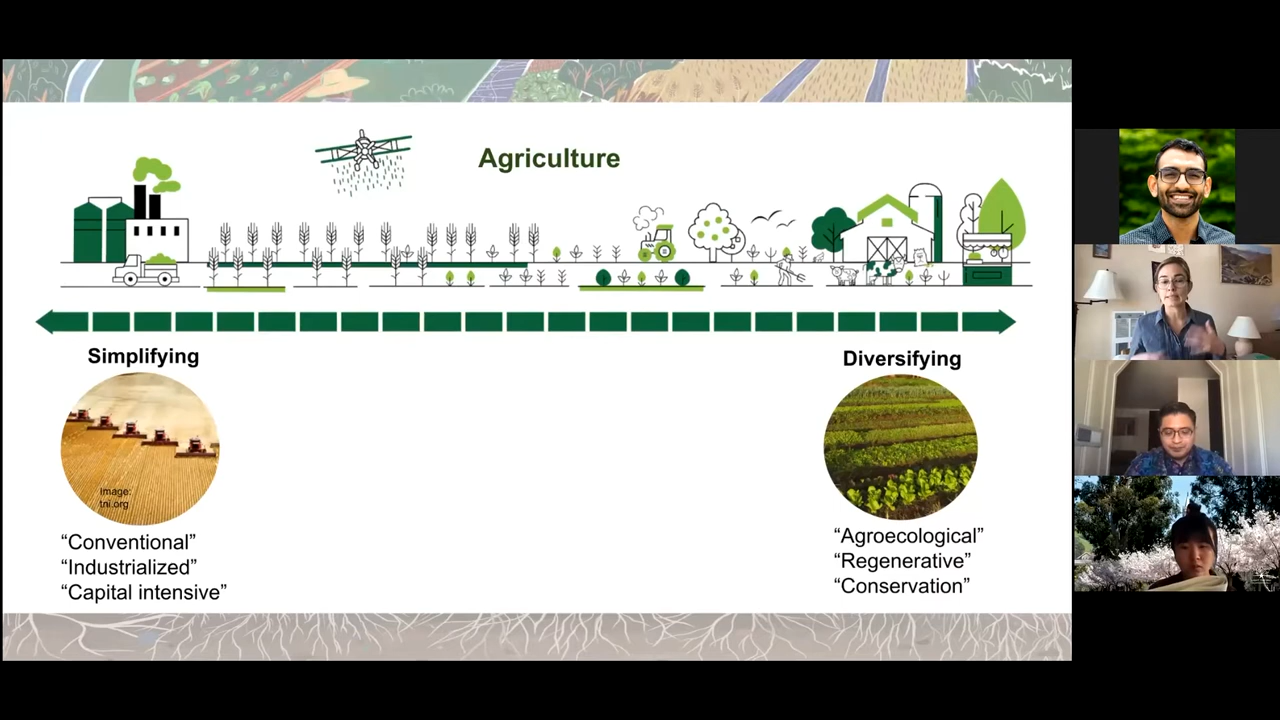 Agriculture
Simplifying
Diversifying
Image:
tni.org
“Conventional”
“Industrialized”
“Capital intensive”
“Agroecological”
“Regenerative”
“Conservation”